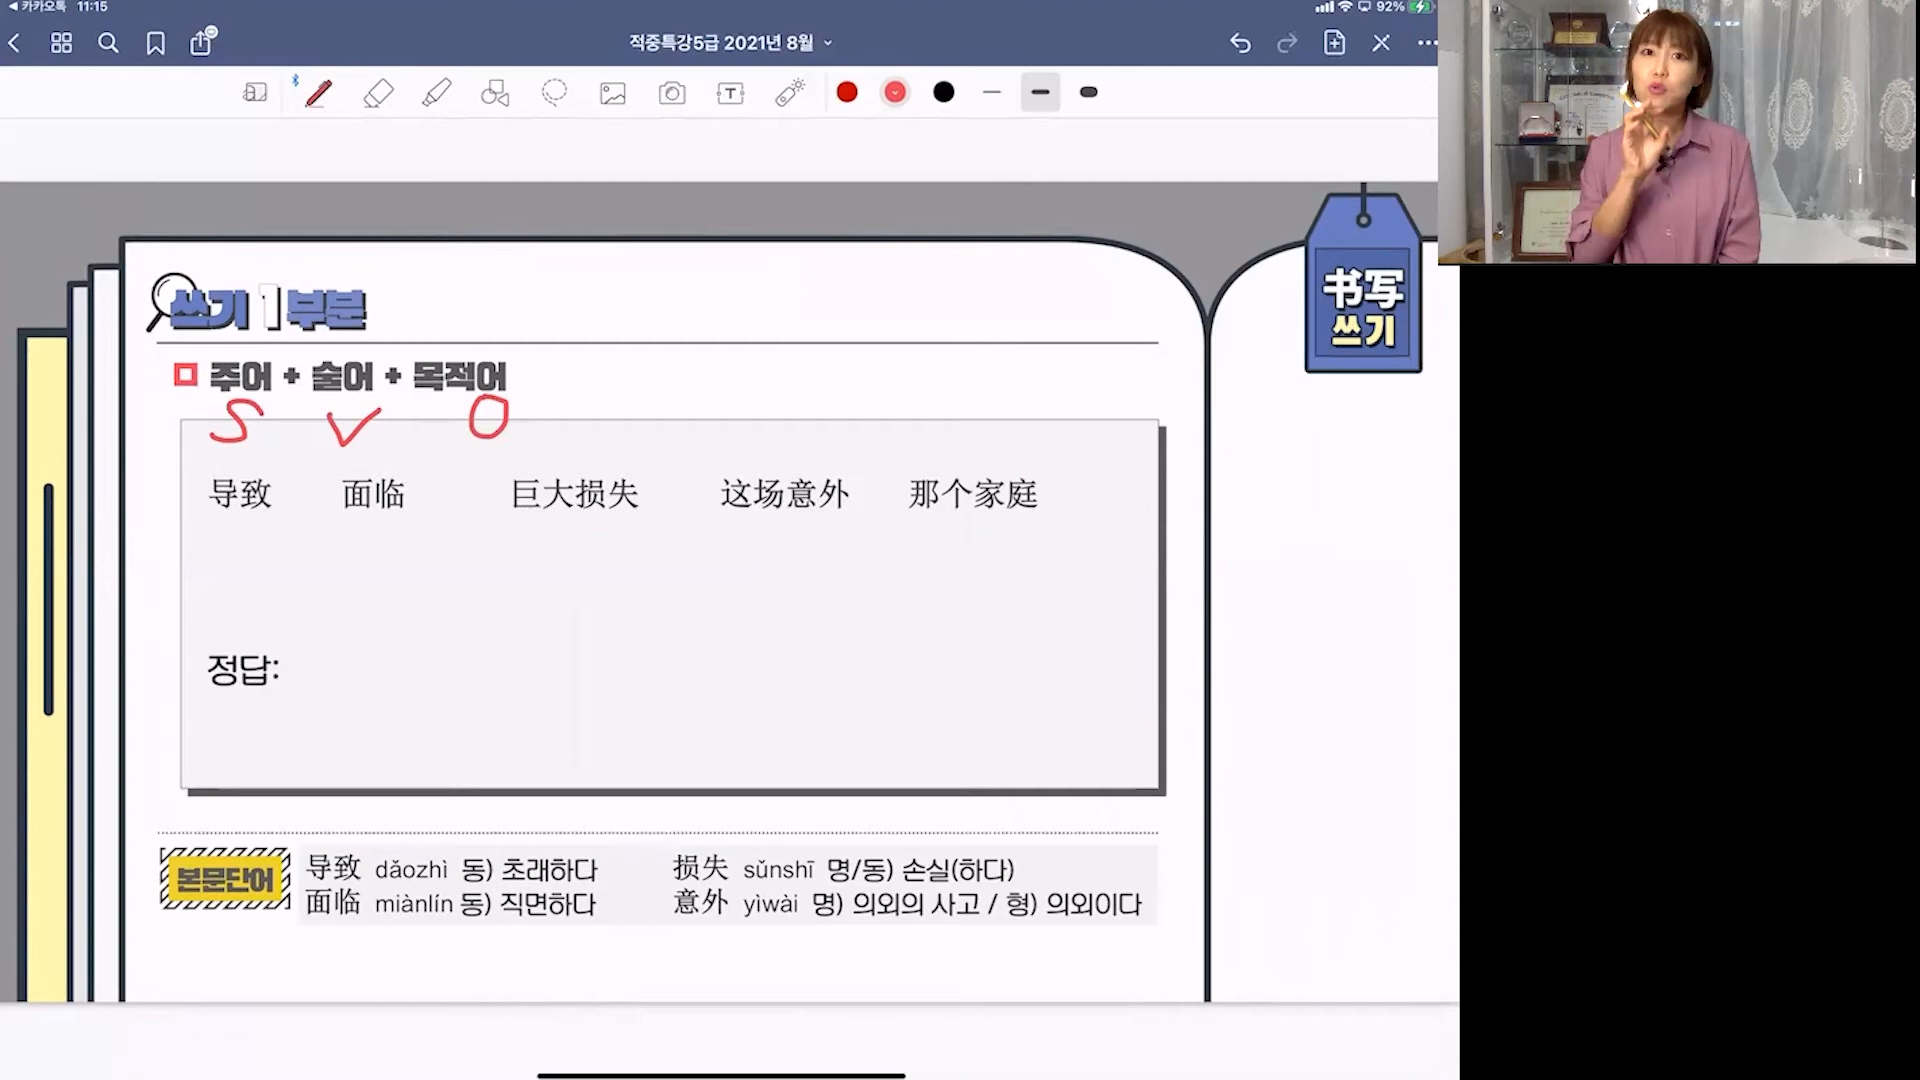 카카오톡 11:15 92%
적중특강5급 2021년 8월
书写
쓰기
쓰기 1 부분
주어 + 술어 + 목적어
S V O
导致 面临 巨大损失 这场意外 那个家庭
정답:
본문단어
导致 dǎozhì 동) 초래하다 损失 sǔnshī 명/동) 손실(하다)
面临 miànlín 동) 직면하다 意外 yìwài 명) 의외의 사고 / 형) 의외이다